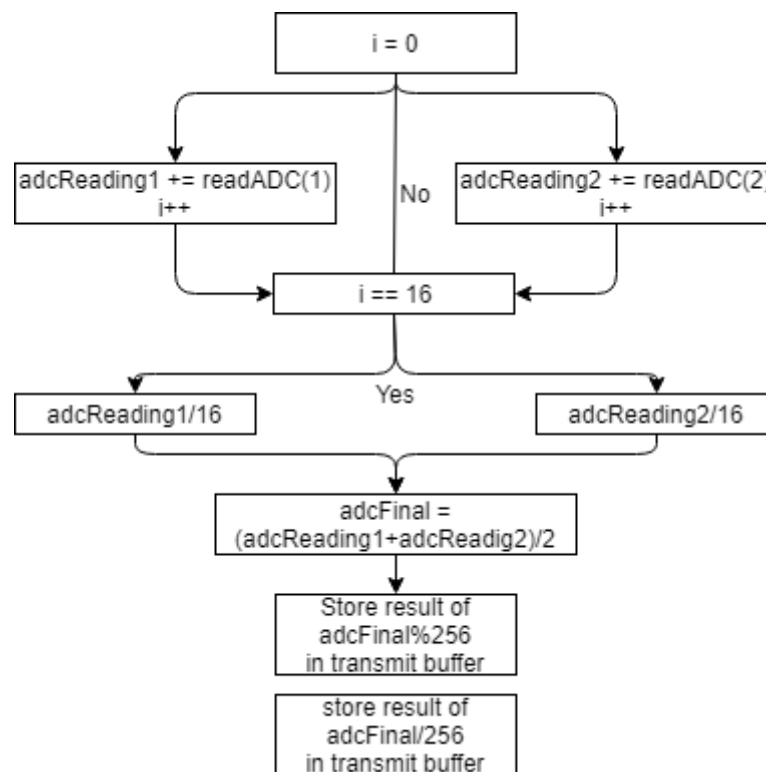 i = 0
adcReading1 += readADC(1)
i++
adcReading2 += readADC(2)
i++
No
i == 16
Yes
adcReading1/16
adcReading2/16
adcFinal =
(adcReading1+adcReadig2)/2
Store result of
adcFinal%256
in transmit buffer
store result of
adcFinal/256
in transmit buffer